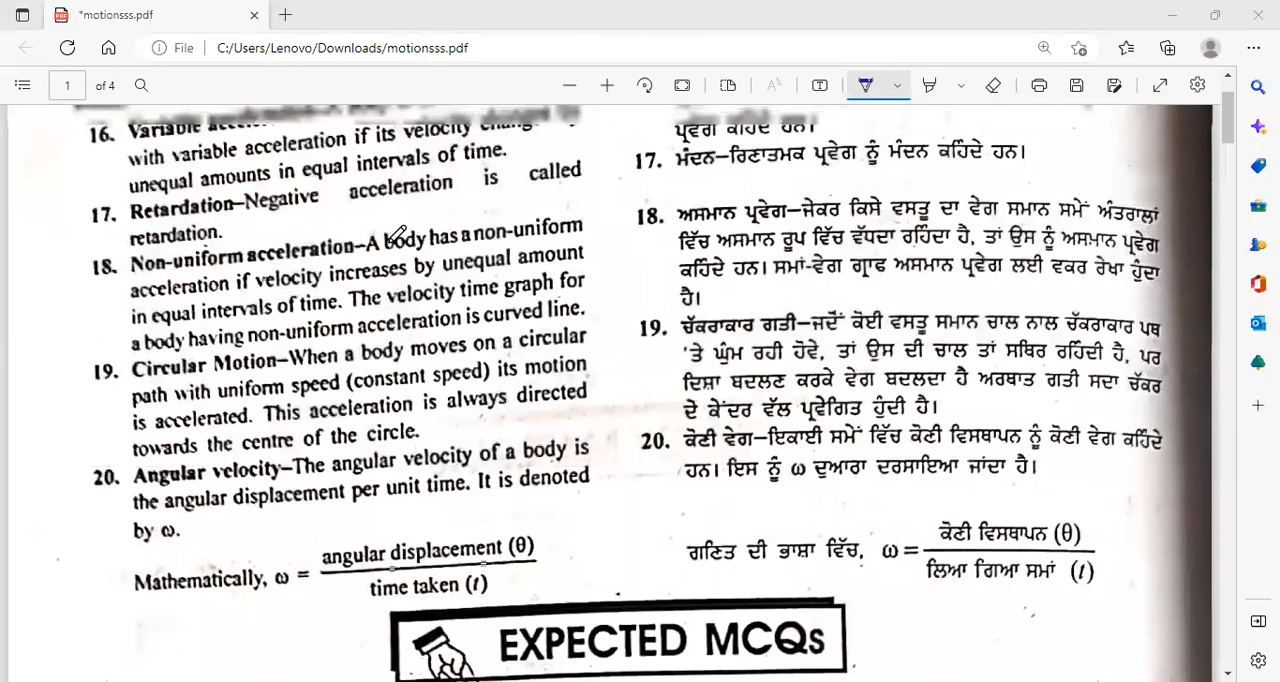 *motionsss.pdf
File
C:/Users/Lenovo/Downloads/motionsss.pdf
1 of 4
16. Variable
with variable acceleration if its velocity
unequal amounts in equal intervals of time.
17. Retardation–Negative acceleration is called
retardation.
18. Non-uniform acceleration–A body has a non-uniform
acceleration if velocity increases by unequal amount
in equal intervals of time. The velocity time graph for
a body having non-uniform acceleration is curved line.
19. Circular Motion–When a body moves on a circular
path with uniform speed (constant speed) its motion
is accelerated. This acceleration is always directed
towards the centre of the circle.
20. Angular velocity–The angular velocity of a body is
the angular displacement per unit time. It is denoted
by ω.
Mathematically, ω = angular displacement (θ)
time taken (t)
ਪ੍ਰਵੇਗ ਕਹਿੰਦੇ ਹਨ।
17. ਮੰਦਨ–ਰਿਣਾਤਮਕ ਪ੍ਰਵੇਗ ਨੂੰ ਮੰਦਨ ਕਹਿੰਦੇ ਹਨ।
18. ਅਸਮਾਨ ਪ੍ਰਵੇਗ–ਜੇਕਰ ਕਿਸੇ ਵਸਤੂ ਦਾ ਵੇਗ ਸਮਾਨ ਸਮੇਂ ਅੰਤਰਾਲਾਂ
ਵਿੱਚ ਅਸਮਾਨ ਰੂਪ ਵਿੱਚ ਵੱਧਦਾ ਰਹਿੰਦਾ ਹੈ, ਤਾਂ ਉਸ ਨੂੰ ਅਸਮਾਨ ਪ੍ਰਵੇਗ
ਕਹਿੰਦੇ ਹਨ। ਸਮਾਂ-ਵੇਗ ਗ੍ਰਾਫ ਅਸਮਾਨ ਪ੍ਰਵੇਗ ਲਈ ਵਕਰ ਰੇਖਾ ਹੁੰਦਾ
ਹੈ।
19. ਚੱਕਰਾਕਾਰ ਗਤੀ–ਜਦੋਂ ਕੋਈ ਵਸਤੂ ਸਮਾਨ ਚਾਲ ਨਾਲ ਚੱਕਰਾਕਾਰ ਪਥ
'ਤੇ ਘੁੰਮ ਰਹੀ ਹੋਵੇ, ਤਾਂ ਉਸ ਦੀ ਚਾਲ ਤਾਂ ਸਥਿਰ ਰਹਿੰਦੀ ਹੈ, ਪਰ
ਦਿਸ਼ਾ ਬਦਲਣ ਕਰਕੇ ਵੇਗ ਬਦਲਦਾ ਹੈ ਅਰਥਾਤ ਗਤੀ ਸਦਾ ਚੱਕਰ
ਦੇ ਕੇਂਦਰ ਵੱਲ ਪ੍ਰਵੇਗਿਤ ਹੁੰਦੀ ਹੈ।
20. ਕੋਣੀ ਵੇਗ–ਇਕਾਈ ਸਮੇਂ ਵਿੱਚ ਕੋਣੀ ਵਿਸਥਾਪਨ ਨੂੰ ਕੋਣੀ ਵੇਗ ਕਹਿੰਦੇ
ਹਨ। ਇਸ ਨੂੰ ω ਦੁਆਰਾ ਦਰਸਾਇਆ ਜਾਂਦਾ ਹੈ।
ਗਣਿਤ ਦੀ ਭਾਸ਼ਾ ਵਿੱਚ, ω = ਕੋਣੀ ਵਿਸਥਾਪਨ (θ)
ਲਿਆ ਗਿਆ ਸਮਾਂ (t)
EXPECTED MCQs